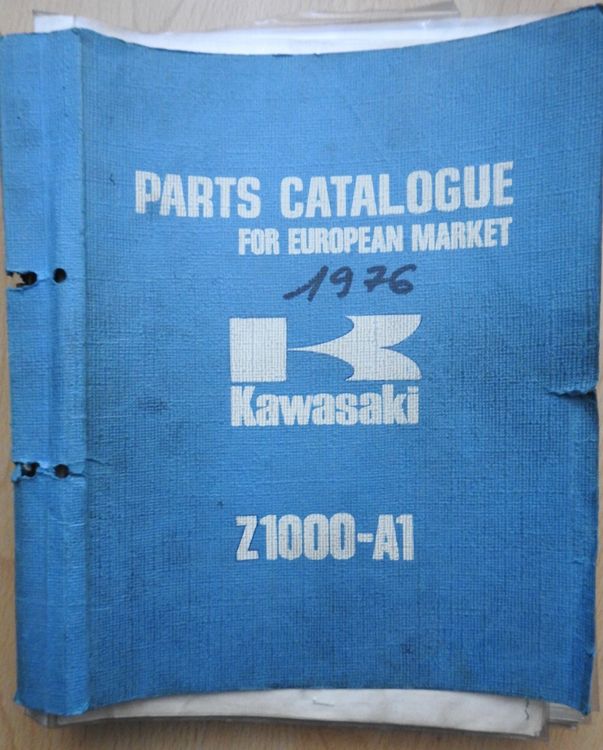 PARTS CATALOGUE
FOR EUROPEAN MARKET
1976
Kawasaki
Z1000-A1